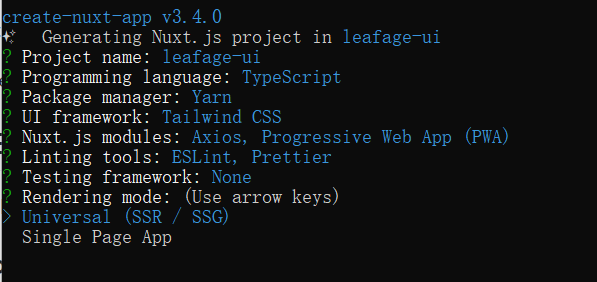 create-nuxt-app v3.4.0
✨ Generating Nuxt.js project in leafage-ui
? Project name: leafage-ui
? Programming language: TypeScript
? Package manager: Yarn
? UI framework: Tailwind CSS
? Nuxt.js modules: Axios, Progressive Web App (PWA)
? Linting tools: ESLint, Prettier
? Testing framework: None
? Rendering mode: (Use arrow keys)
> Universal (SSR / SSG)
Single Page App